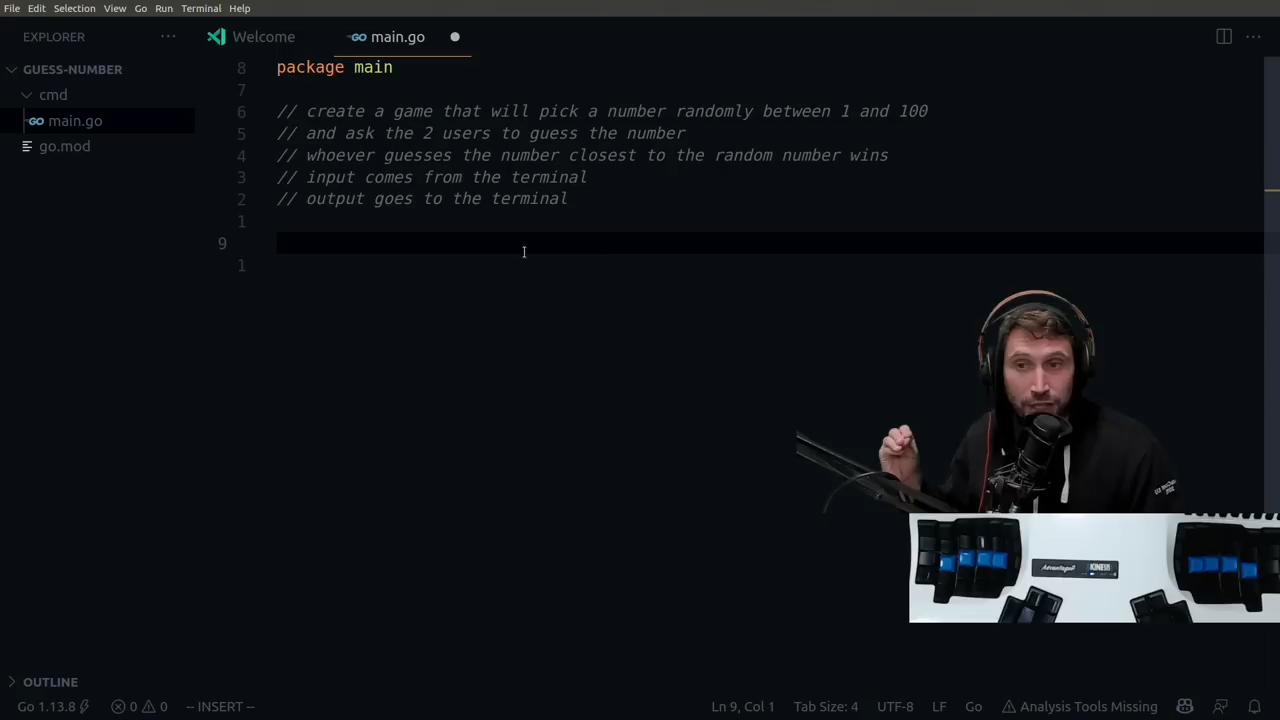 File Edit Selection View Go Run Terminal Help
EXPLORER
Welcome
GO main.go
GUESS-NUMBER
cmd
GO main.go
go.mod
8 package main
7
6 // create a game that will pick a number randomly between 1 and 100
5 // and ask the 2 users to guess the number
4 // whoever guesses the number closest to the random number wins
3 // input comes from the terminal
2 // output goes to the terminal
1
9
1
Advantage
KINESIS
OUTLINE
Go 1.13.8 0 0 -- INSERT -- Ln 9, Col 1 Tab Size: 4 UTF-8 LF Go Analysis Tools Missing